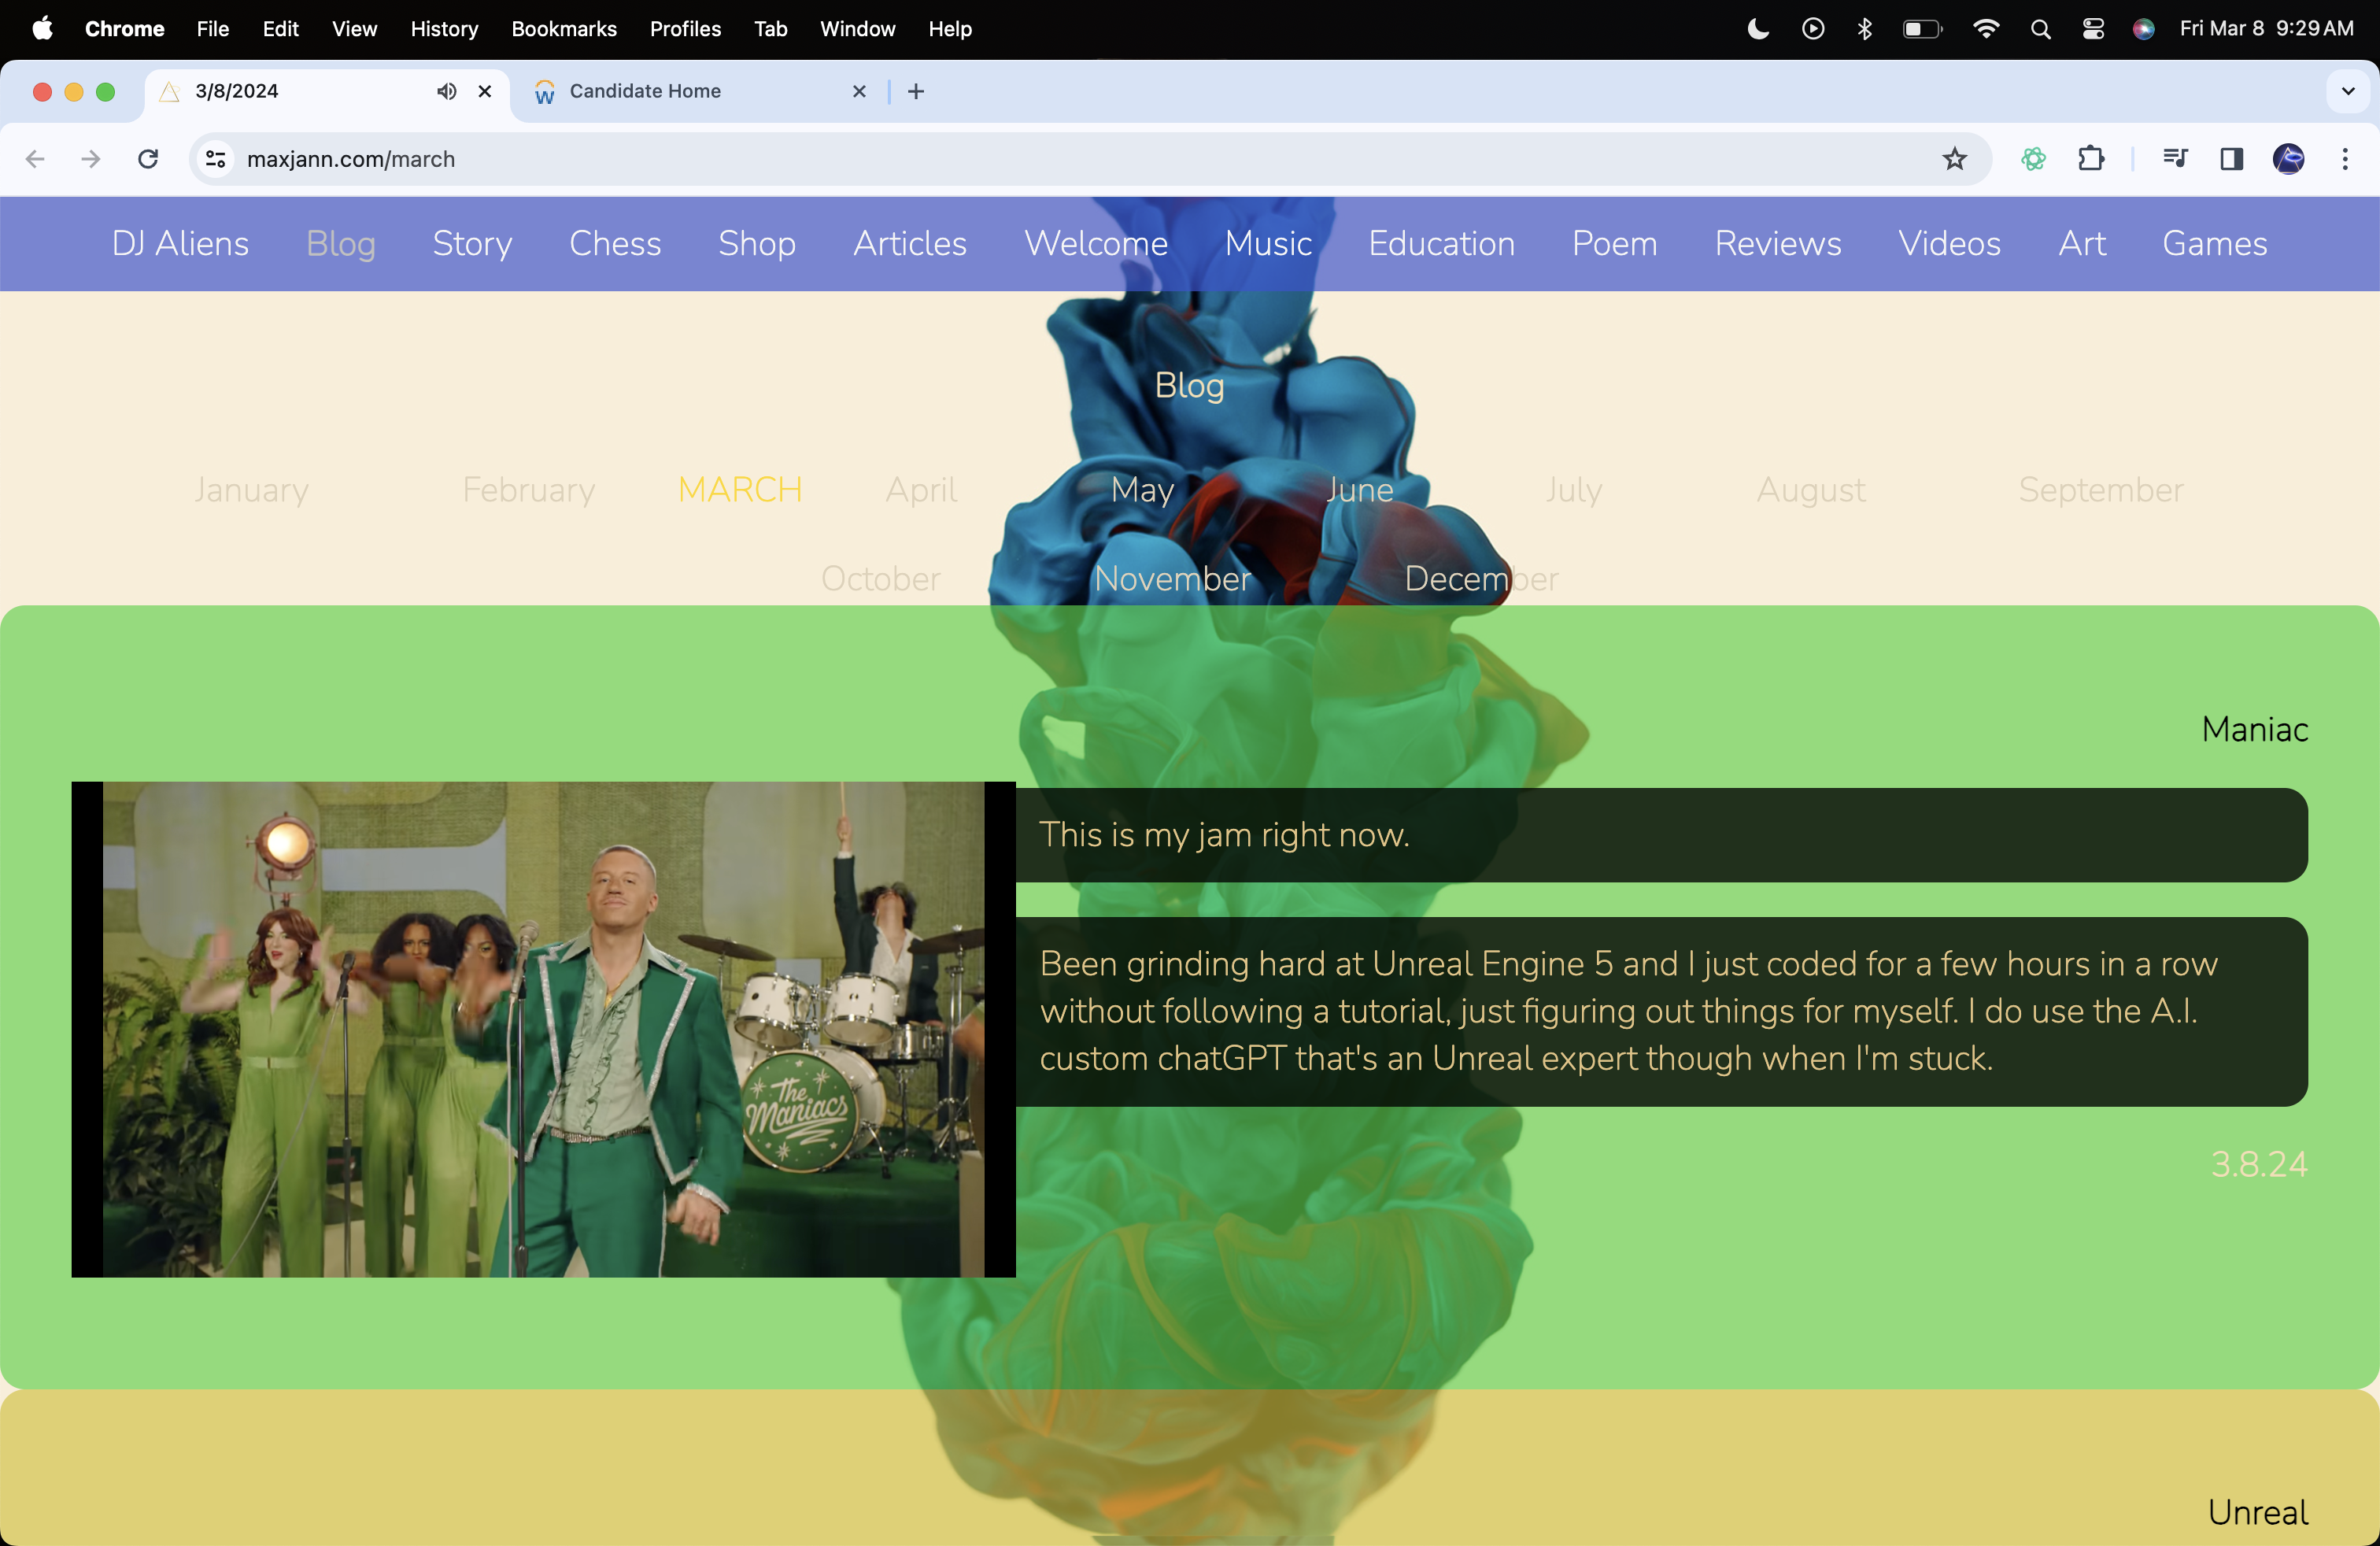 Chrome File Edit View History Bookmarks Profiles Tab Window Help Fri Mar 8 9:29 AM
3/8/2024 Candidate Home
maxjann.com/march
DJ Aliens Blog Story Chess Shop Articles Welcome Music Education Poem Reviews Videos Art Games
Blog
January February MARCH April May June July August September
October November December
Maniac
The
Maniacs
This is my jam right now.
Been grinding hard at Unreal Engine 5 and I just coded for a few hours in a row
without following a tutorial, just figuring out things for myself. I do use the A.I.
custom chatGPT that's an Unreal expert though when I'm stuck.
3.8.24
Unreal